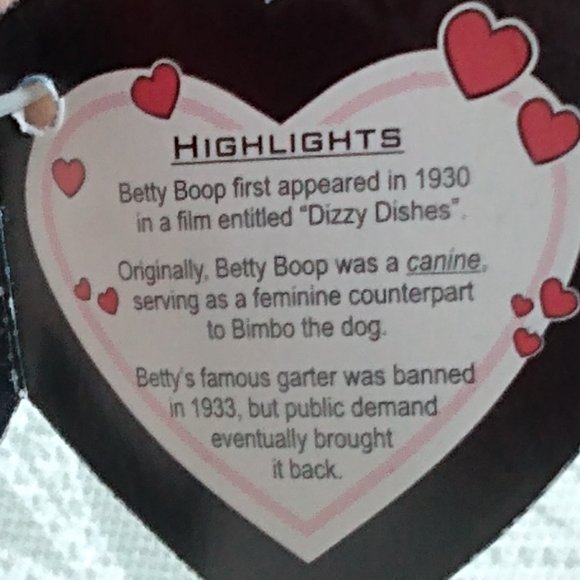 HIGHLIGHTS
Betty Boop first appeared in 1930
in a film entitled "Dizzy Dishes".
Originally, Betty Boop was a canine,
serving as a feminine counterpart
to Bimbo the dog.
Betty's famous garter was banned
in 1933, but public demand
eventually brought
it back.